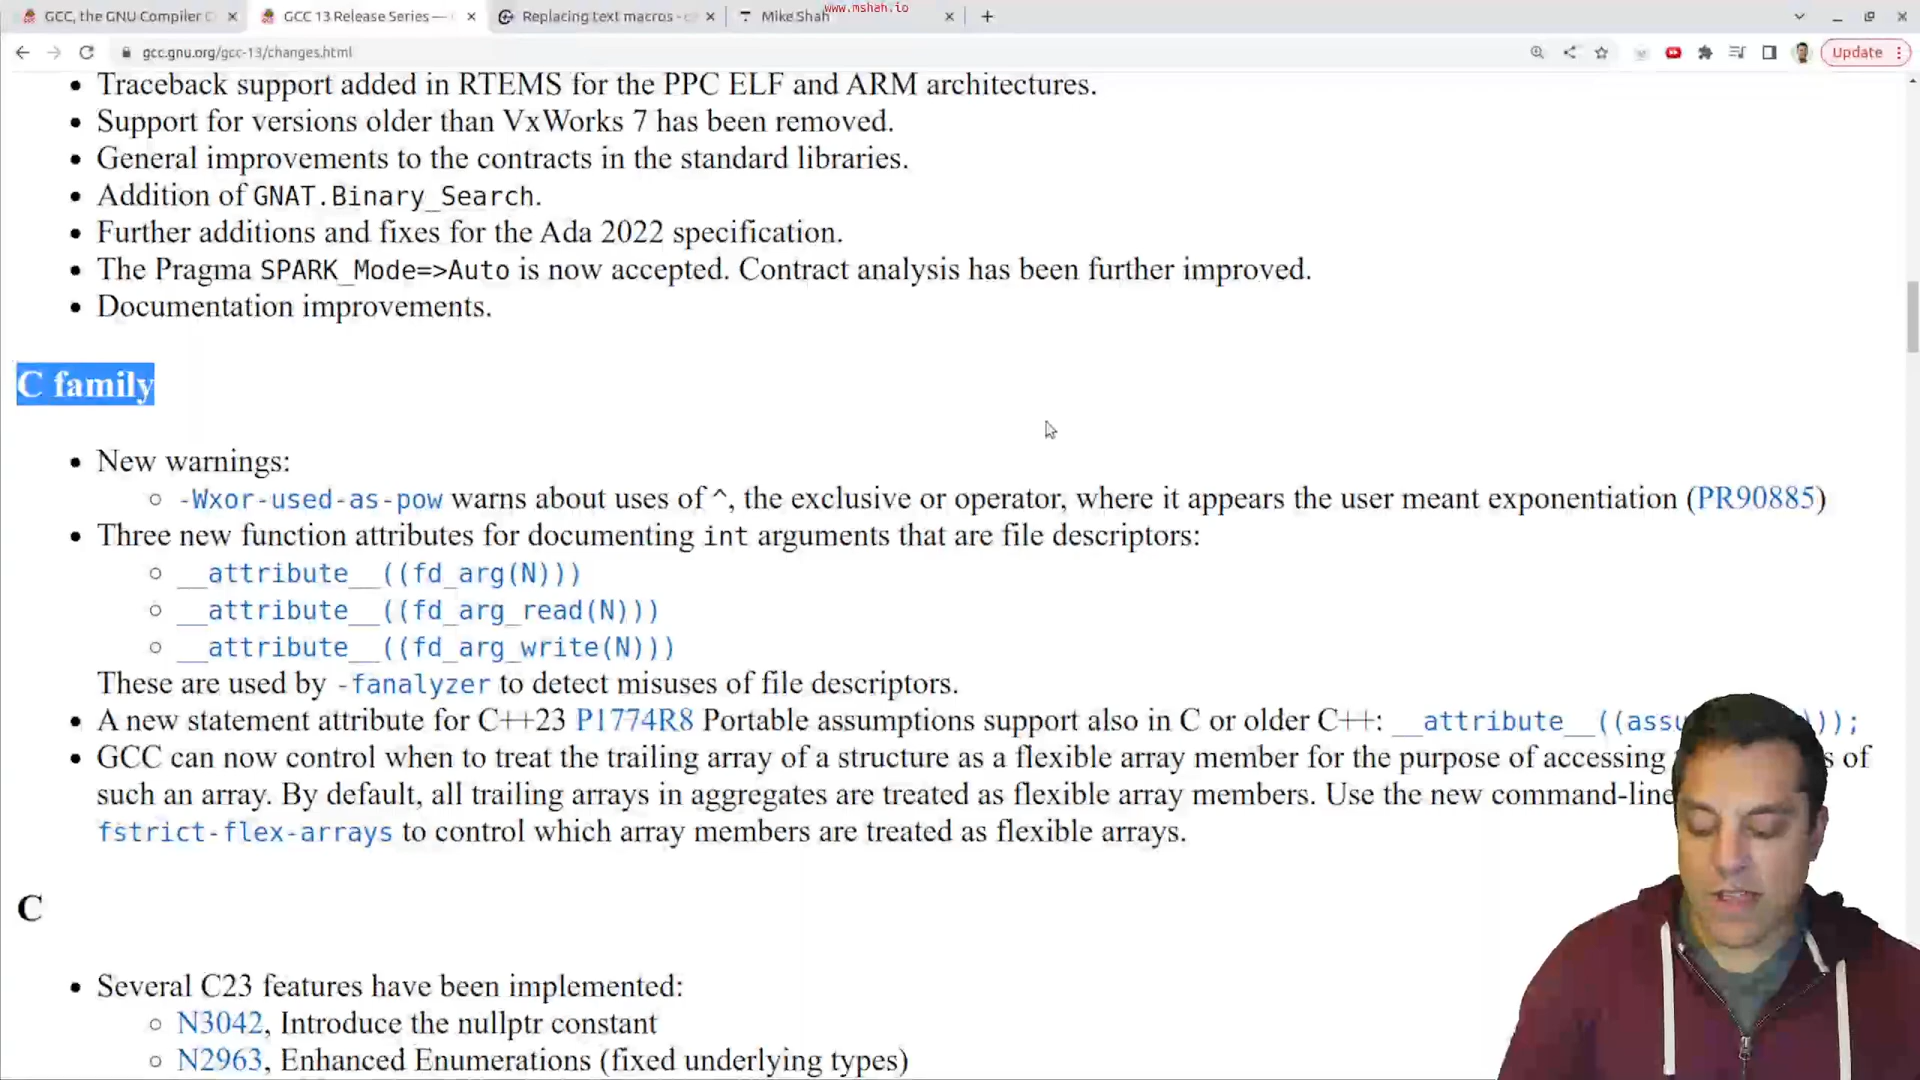 www.mshah.io
GCC, the GNU Compiler C
GCC 13 Release Series —
Replacing text macros - c
Mike Shah
gcc.gnu.org/gcc-13/changes.html
Update
• Traceback support added in RTEMS for the PPC ELF and ARM architectures.
• Support for versions older than VxWorks 7 has been removed.
• General improvements to the contracts in the standard libraries.
• Addition of GNAT.Binary_Search.
• Further additions and fixes for the Ada 2022 specification.
• The Pragma SPARK_Mode=>Auto is now accepted. Contract analysis has been further improved.
• Documentation improvements.
C family
• New warnings:
◦ -Wxor-used-as-pow warns about uses of ^, the exclusive or operator, where it appears the user meant exponentiation (PR90885)
• Three new function attributes for documenting int arguments that are file descriptors:
◦ __attribute__((fd_arg(N)))
◦ __attribute__((fd_arg_read(N)))
◦ __attribute__((fd_arg_write(N)))
These are used by -fanalyzer to detect misuses of file descriptors.
• A new statement attribute for C++23 P1774R8 Portable assumptions support also in C or older C++: __attribute__((assu ));
• GCC can now control when to treat the trailing array of a structure as a flexible array member for the purpose of accessing s of
such an array. By default, all trailing arrays in aggregates are treated as flexible array members. Use the new command-line
fstrict-flex-arrays to control which array members are treated as flexible arrays.
C
• Several C23 features have been implemented:
◦ N3042, Introduce the nullptr constant
◦ N2963, Enhanced Enumerations (fixed underlying types)